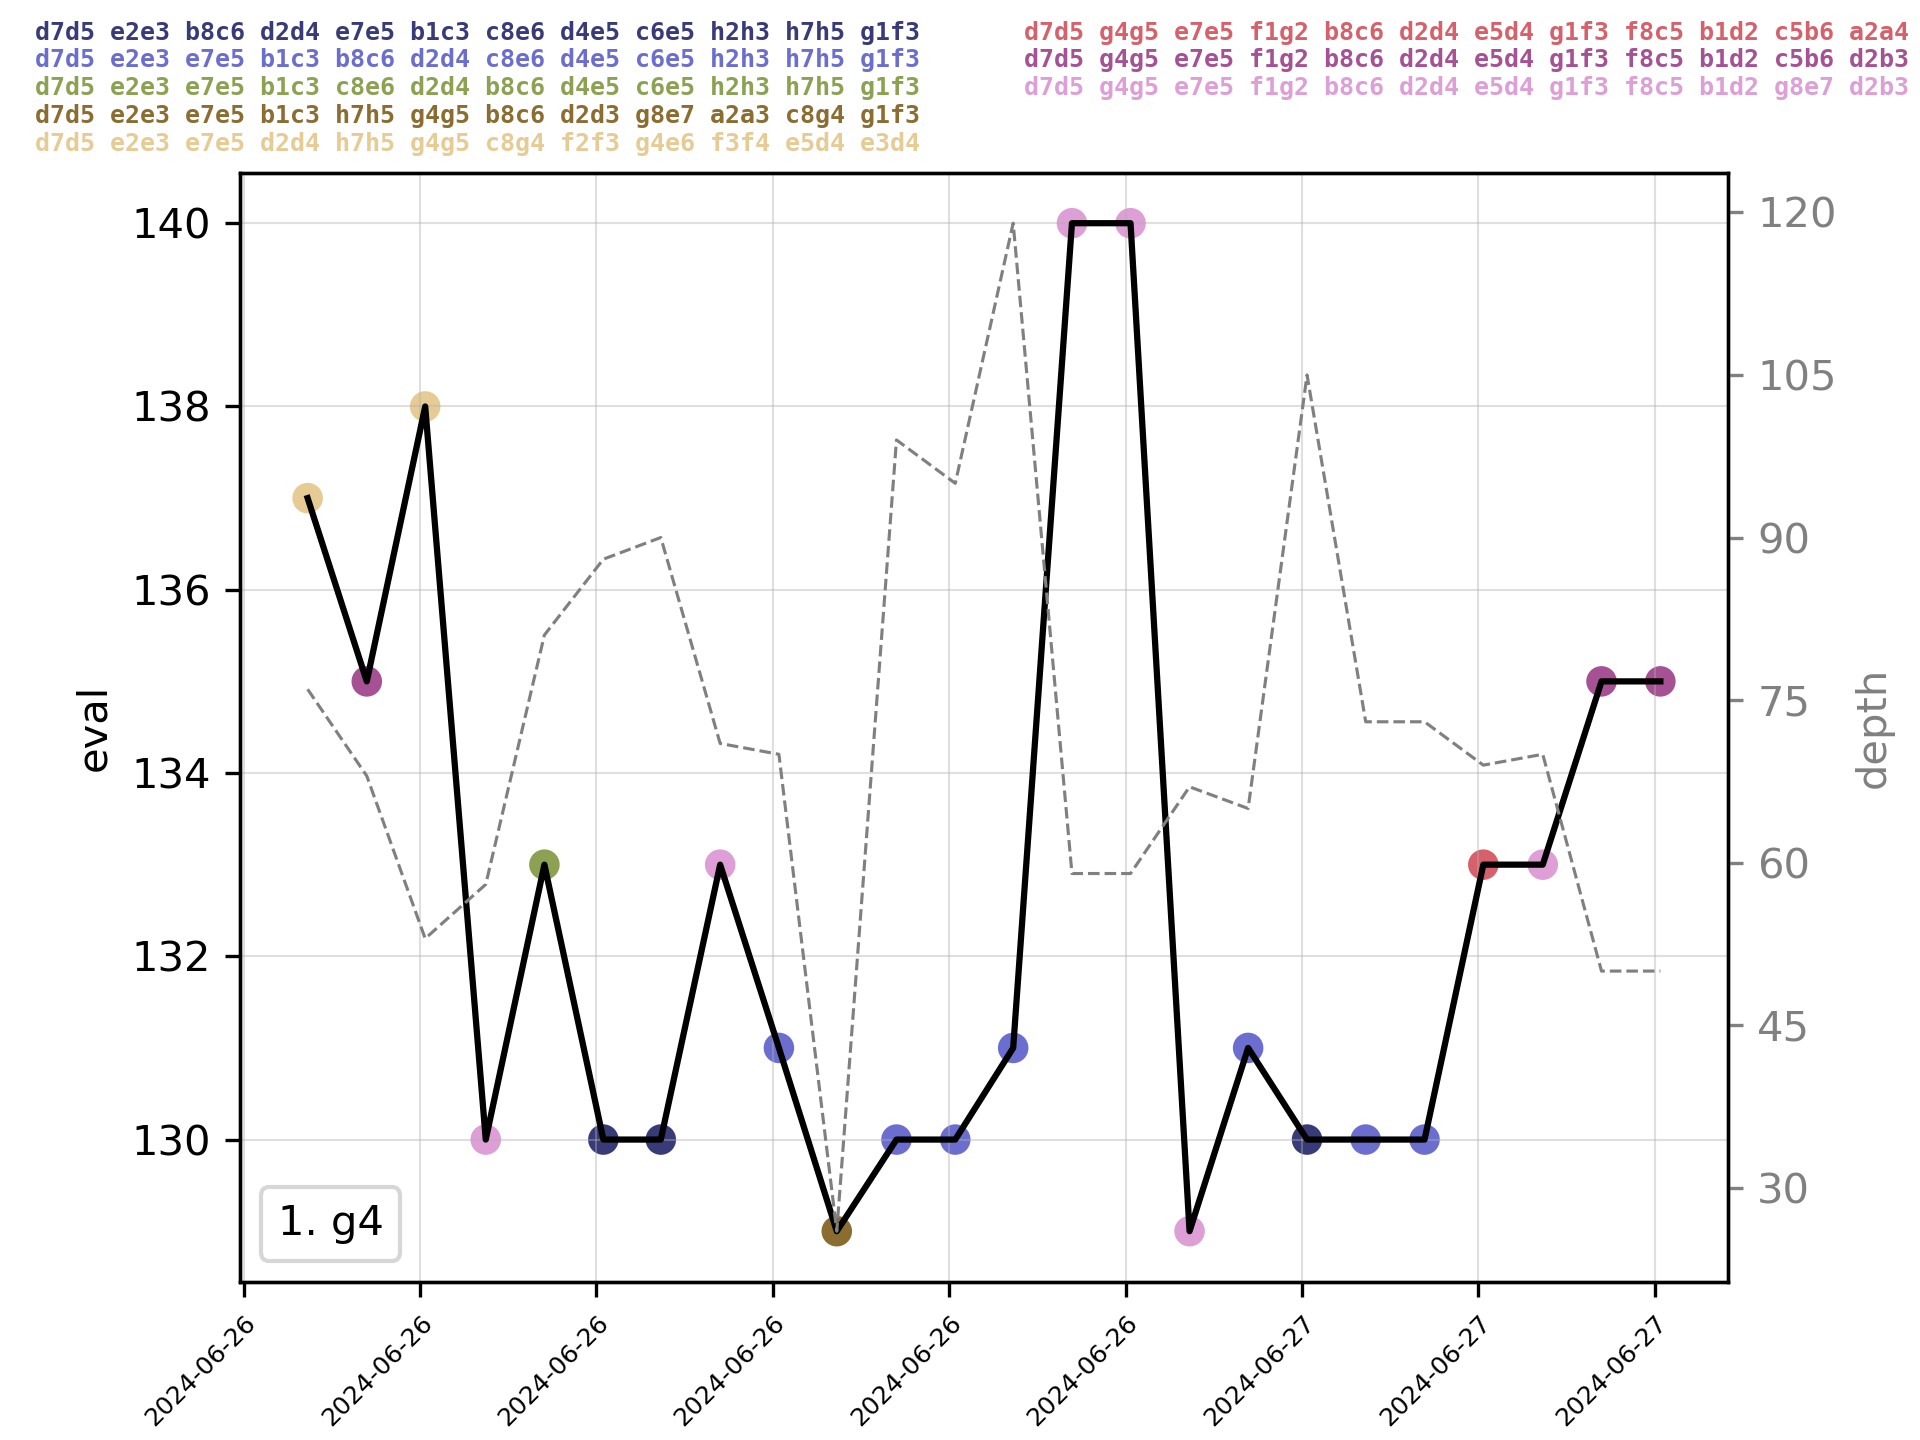 d7d5 e2e3 b8c6 d2d4 e7e5 b1c3 c8e6 d4e5 c6e5 h2h3 h7h5 g1f3
d7d5 e2e3 e7e5 b1c3 b8c6 d2d4 c8e6 d4e5 c6e5 h2h3 h7h5 g1f3
d7d5 e2e3 e7e5 b1c3 c8e6 d2d4 b8c6 d4e5 c6e5 h2h3 h7h5 g1f3
d7d5 e2e3 e7e5 b1c3 h7h5 g4g5 b8c6 d2d3 g8e7 a2a3 c8g4 g1f3
d7d5 e2e3 e7e5 d2d4 h7h5 g4g5 c8g4 f2f3 g4e6 f3f4 e5d4 e3d4
d7d5 g4g5 e7e5 f1g2 b8c6 d2d4 e5d4 g1f3 f8c5 b1d2 c5b6 a2a4
d7d5 g4g5 e7e5 f1g2 b8c6 d2d4 e5d4 g1f3 f8c5 b1d2 c5b6 d2b3
d7d5 g4g5 e7e5 f1g2 b8c6 d2d4 e5d4 g1f3 f8c5 b1d2 g8e7 d2b3
140
138
136
134
132
130
eval
120
105
90
75
60
45
30
depth
1. g4
2024-06-26
2024-06-26
2024-06-26
2024-06-26
2024-06-26
2024-06-26
2024-06-27
2024-06-27
2024-06-27